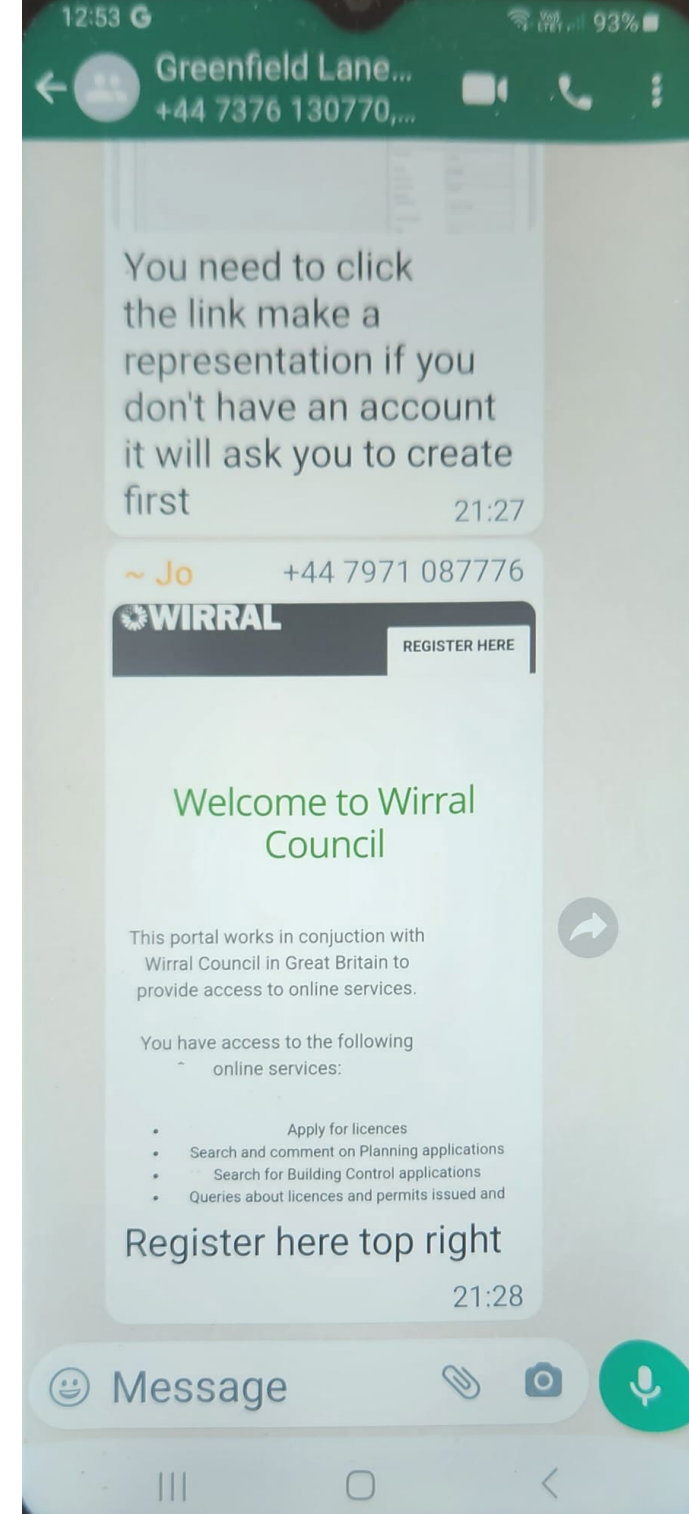 12:53 G
93%
Greenfield Lane...
+44 7376 130770,...
You need to click
the link make a
representation if you
don't have an account
it will ask you to create
first
21:27
~ Jo +44 7971 087776
WIRRAL
REGISTER HERE
Welcome to Wirral
Council
This portal works in conjuction with
Wirral Council in Great Britain to
provide access to online services.
You have access to the following
online services:
• Apply for licences
• Search and comment on Planning applications
• Search for Building Control applications
• Queries about licences and permits issued and
Register here top right
21:28
Message